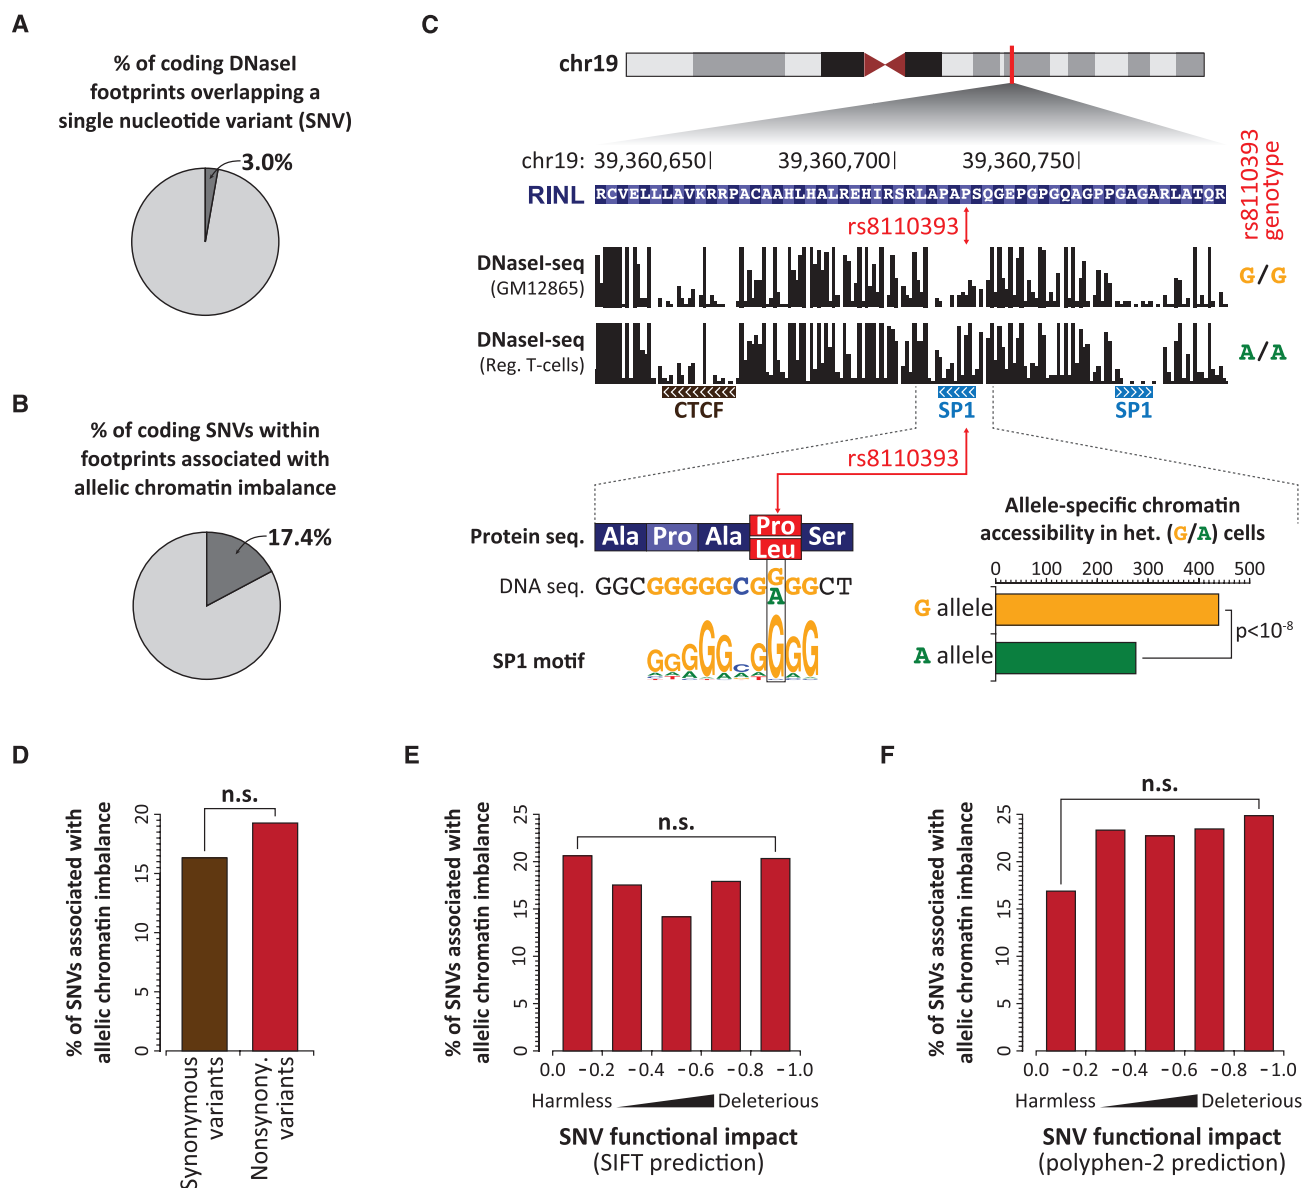 A
% of coding DNaseI
footprints overlapping a
single nucleotide variant (SNV)
3.0%
B
% of coding SNVs within
footprints associated with
allelic chromatin imbalance
17.4%
C
chr19
chr19: 39,360,650| 39,360,700| 39,360,750|
RINL RCVELLLAVKRRPACAAHLHALREHIRSRLAPAPSQGEPGPGQAGPPGAGARLATQR
rs8110393
genotype
rs8110393
DNaseI-seq
(GM12865)
G/G
DNaseI-seq
(Reg. T-cells)
A/A
CTCF
SP1
SP1
rs8110393
Protein seq. Ala Pro Ala Pro Ser
Leu
DNA seq. GGCGGGGGCGGGGCT
A
SP1 motif
GGGGGCGGGG
Allele-specific chromatin
accessibility in het. (G/A) cells
0 100 200 300 400 500
G allele
A allele
p<10⁻⁸
D
% of SNVs associated with
allelic chromatin imbalance
0 5 10 15 20
n.s.
Synonymous
variants
Nonsynony.
variants
E
% of SNVs associated with
allelic chromatin imbalance
0 5 10 15 20 25
n.s.
0.0 -0.2 -0.4 -0.6 -0.8 -1.0
Harmless Deleterious
SNV functional impact
(SIFT prediction)
F
% of SNVs associated with
allelic chromatin imbalance
0 5 10 15 20 25
n.s.
0.0 -0.2 -0.4 -0.6 -0.8 -1.0
Harmless Deleterious
SNV functional impact
(polyphen-2 prediction)